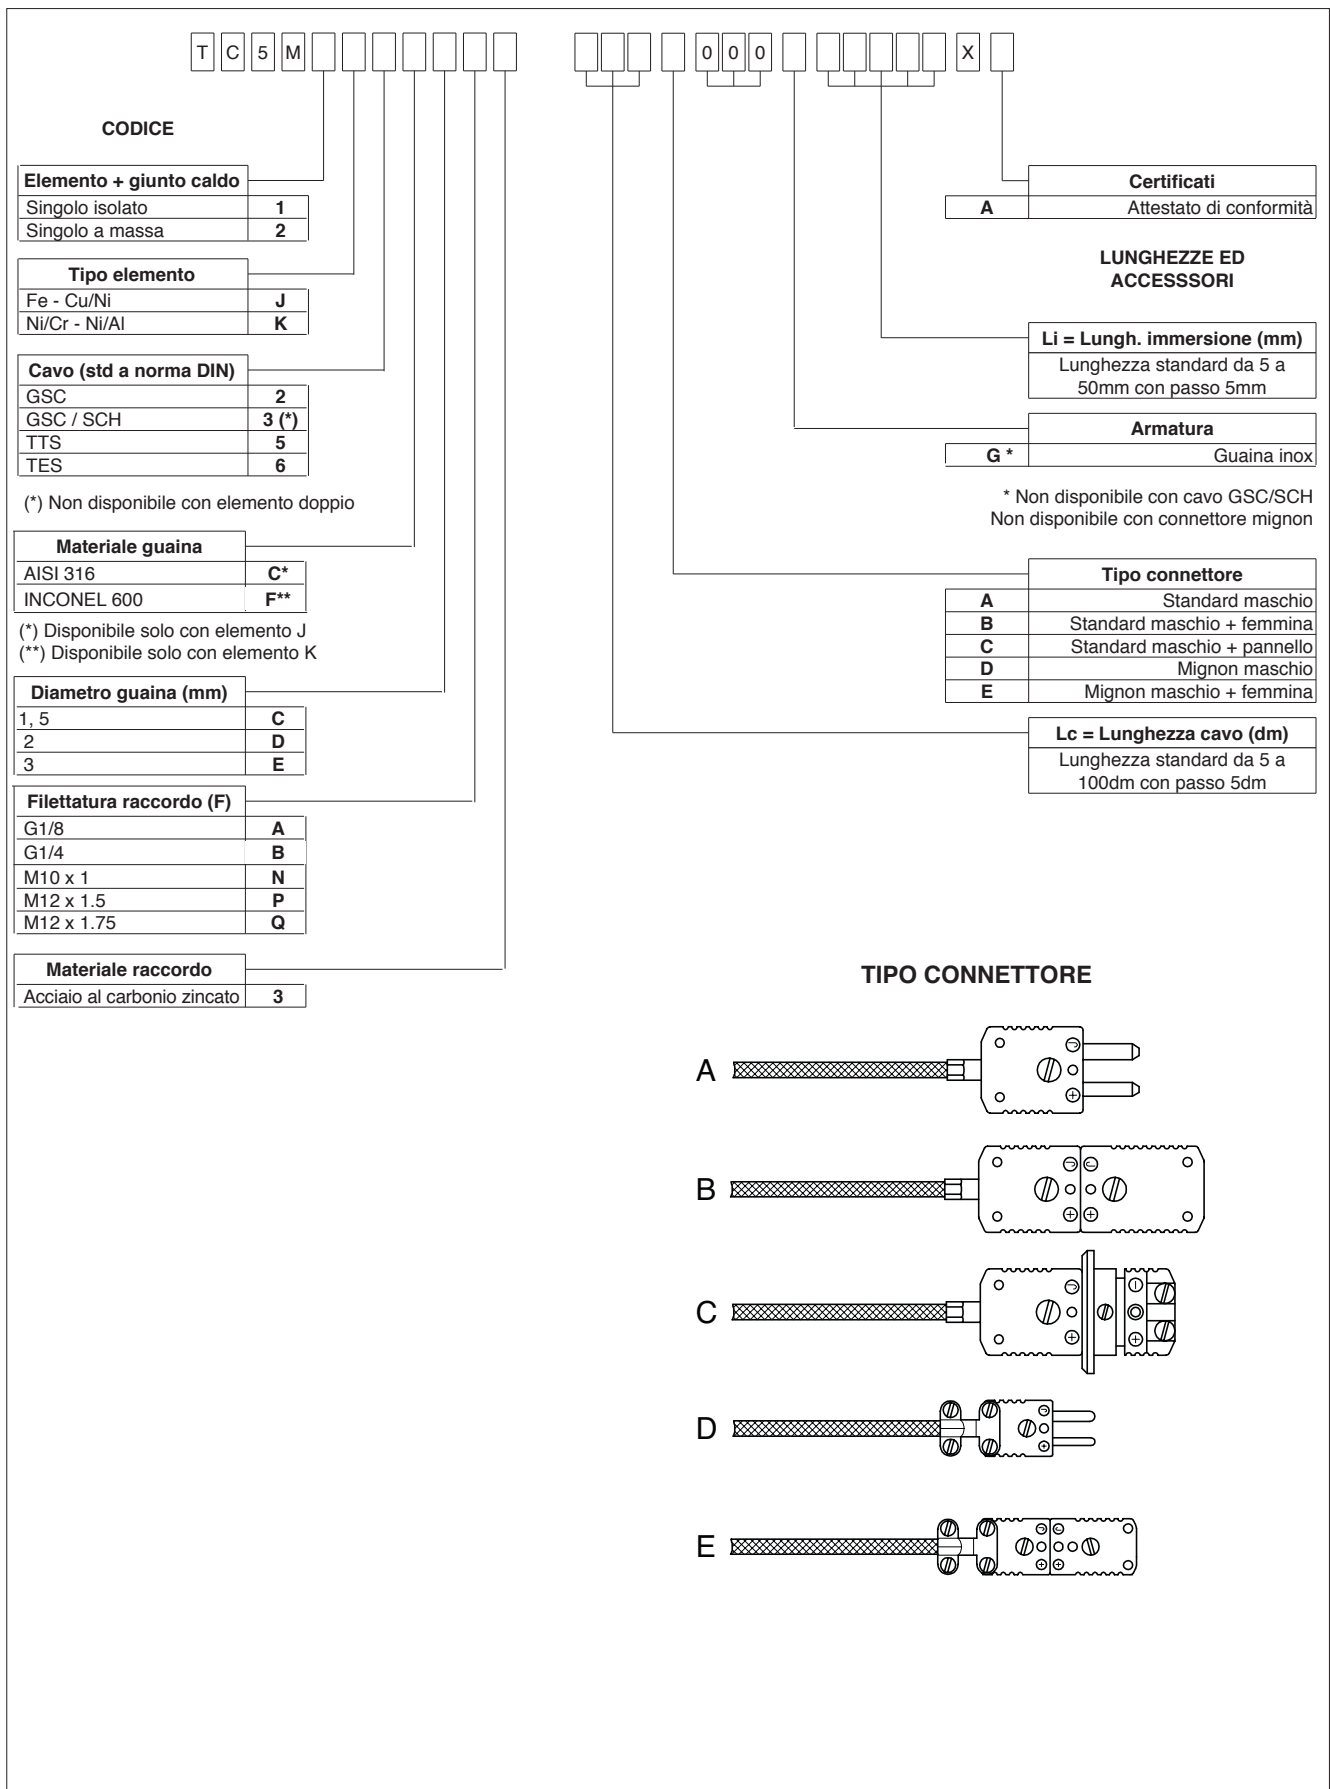 T C 5 M 0 0 0 X
CODICE
Elemento + giunto caldo
Singolo isolato 1
Singolo a massa 2
Tipo elemento
Fe - Cu/Ni J
Ni/Cr - Ni/Al K
Cavo (std a norma DIN)
GSC 2
GSC / SCH 3 (*)
TTS 5
TES 6
(*) Non disponibile con elemento doppio
Materiale guaina
AISI 316 C*
INCONEL 600 F**
(*) Disponibile solo con elemento J
(**) Disponibile solo con elemento K
Diametro guaina (mm)
1, 5 C
2 D
3 E
Filettatura raccordo (F)
G1/8 A
G1/4 B
M10 x 1 N
M12 x 1.5 P
M12 x 1.75 Q
Materiale raccordo
Acciaio al carbonio zincato 3
Certificati
A Attestato di conformità
LUNGHEZZE ED
ACCESSSORI
Li = Lungh. immersione (mm)
Lunghezza standard da 5 a
50mm con passo 5mm
Armatura
G * Guaina inox
* Non disponibile con cavo GSC/SCH
Non disponibile con connettore mignon
Tipo connettore
A Standard maschio
B Standard maschio + femmina
C Standard maschio + pannello
D Mignon maschio
E Mignon maschio + femmina
Lc = Lunghezza cavo (dm)
Lunghezza standard da 5 a
100dm con passo 5dm
TIPO CONNETTORE
A
B
C
D
E